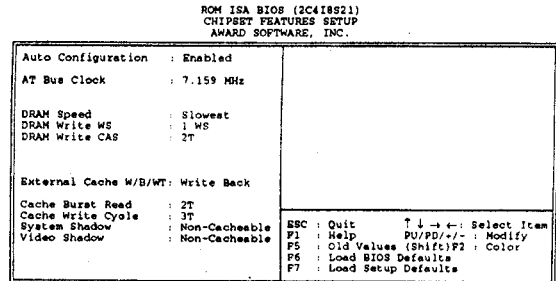 ROM ISA BIOS (2C4I8S21)
CHIPSET FEATURES SETUP
AWARD SOFTWARE, INC.
Auto Configuration : Enabled
AT Bus Clock : 7.159 MHz
DRAM Speed : Slowest
DRAM Write WS : 1 WS
DRAM Write CAS : 2T
External Cache W/B/WT: Write Back
Cache Burst Read : 2T
Cache Write Cycle : 3T
System Shadow : Non-Cacheable
Video Shadow : Non-Cacheable
ESC : Quit ↑ ↓ → ← : Select Item
F1 : Help PU/PD/+/- : Modify
F5 : Old Values (Shift)F2 : Color
F6 : Load BIOS Defaults
F7 : Load Setup Defaults